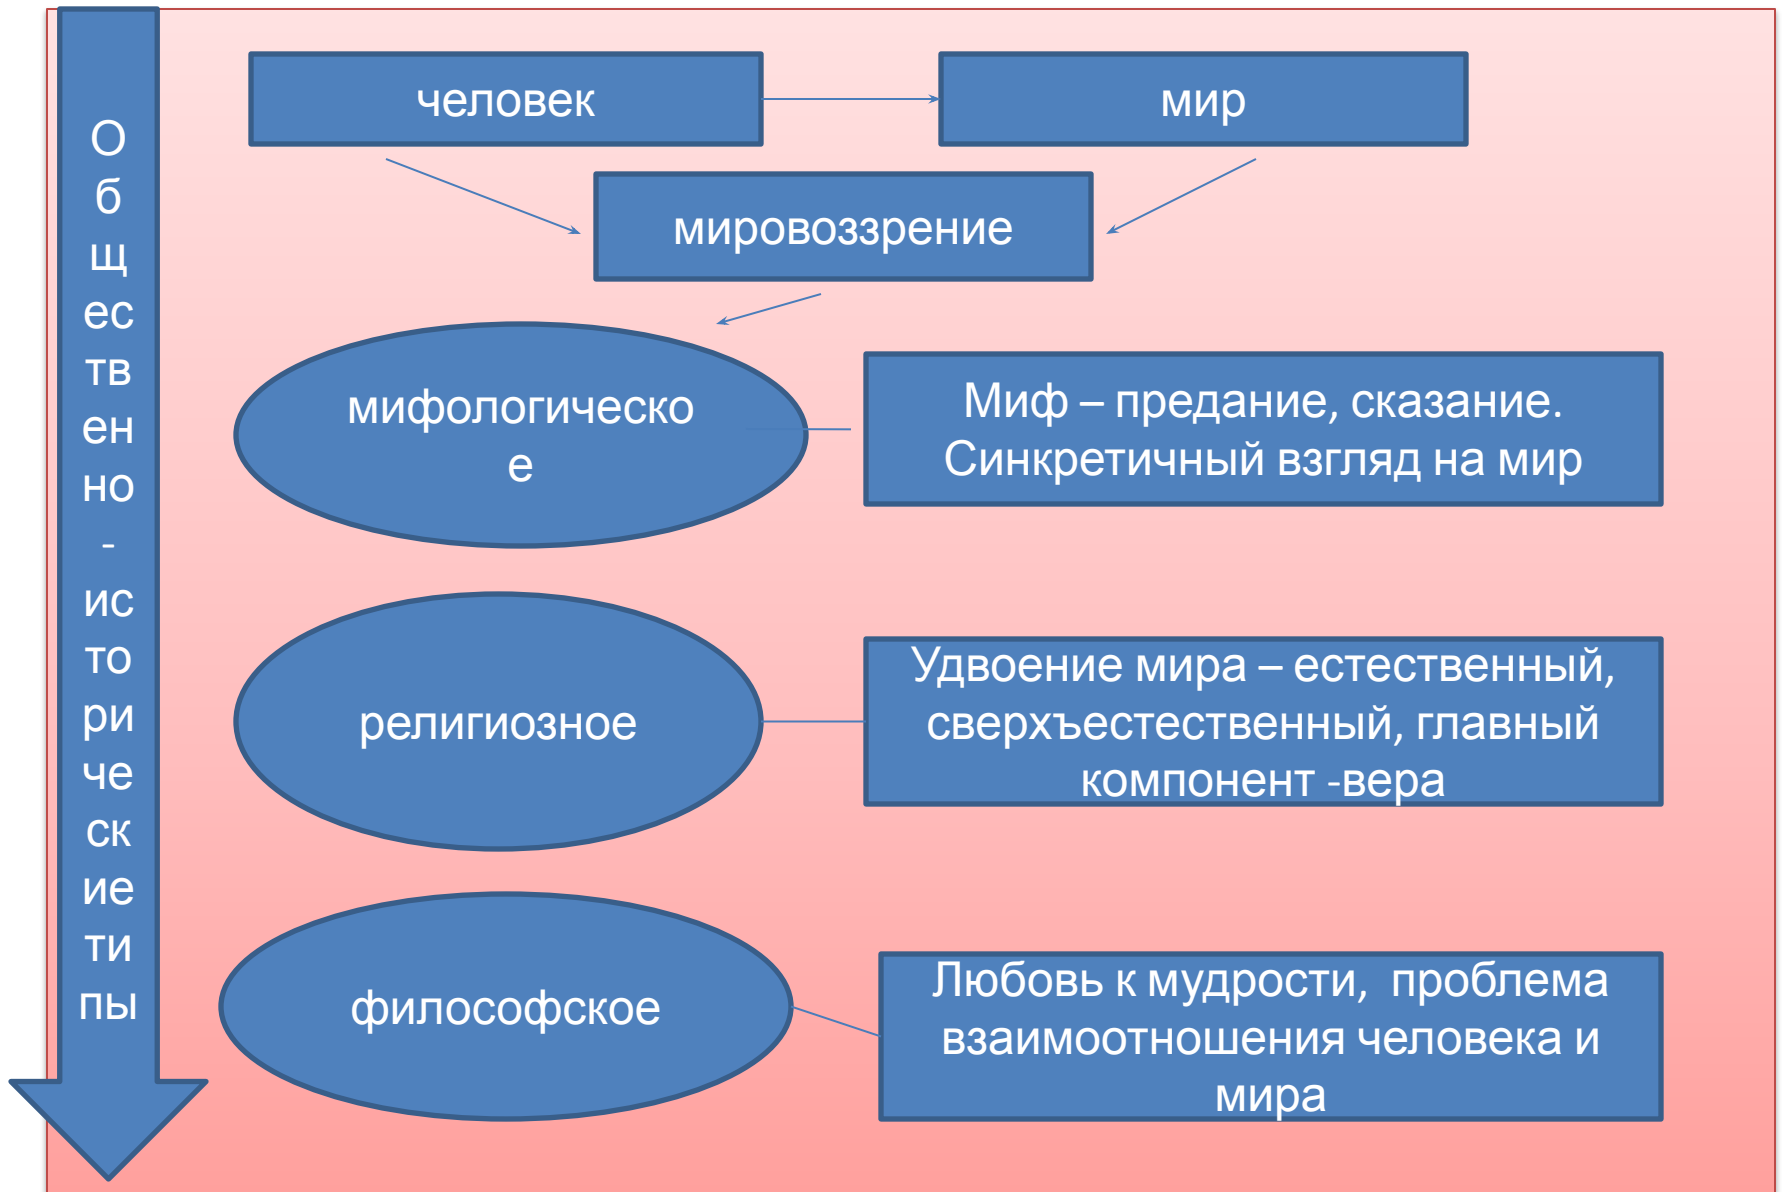 О
б
щ
ес
тв
ен
но
-
ис
то
ри
че
ск
ие
ти
пы
человек
мир
мировоззрение
мифологическо
е
Миф – предание, сказание.
Синкретичный взгляд на мир
религиозное
Удвоение мира – естественный,
сверхъестественный, главный
компонент -вера
философское
Любовь к мудрости,  проблема
взаимоотношения человека и
мира